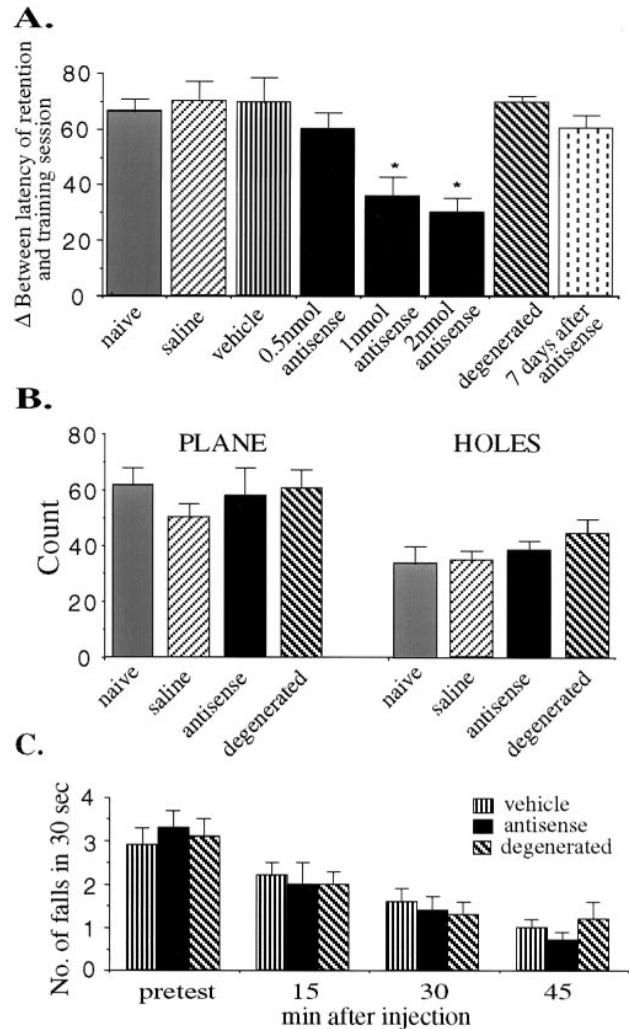 A.
Δ Between latency of retention
and training session
80
60
40
20
0
*
*
naive
saline
vehicle
0.5nmol
antisense
1nmol
antisense
2nmol
antisense
degenerated
7 days after
antisense
B.
PLANE HOLES
Count
80
60
40
20
0
naive
saline
antisense
degenerated
naive
saline
antisense
degenerated
C.
No. of falls in 30 sec
4
3
2
1
0
vehicle
antisense
degenerated
pretest 15 30 45
min after injection